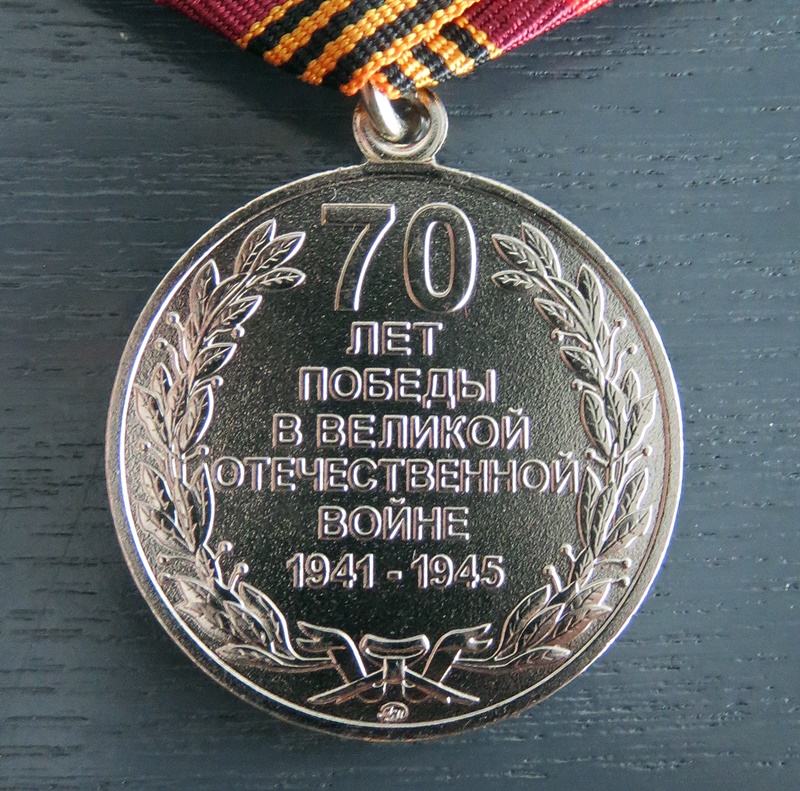 70
ЛЕТ
ПОБЕДЫ
В ВЕЛИКОЙ
ОТЕЧЕСТВЕННОЙ
ВОЙНЕ
1941 - 1945